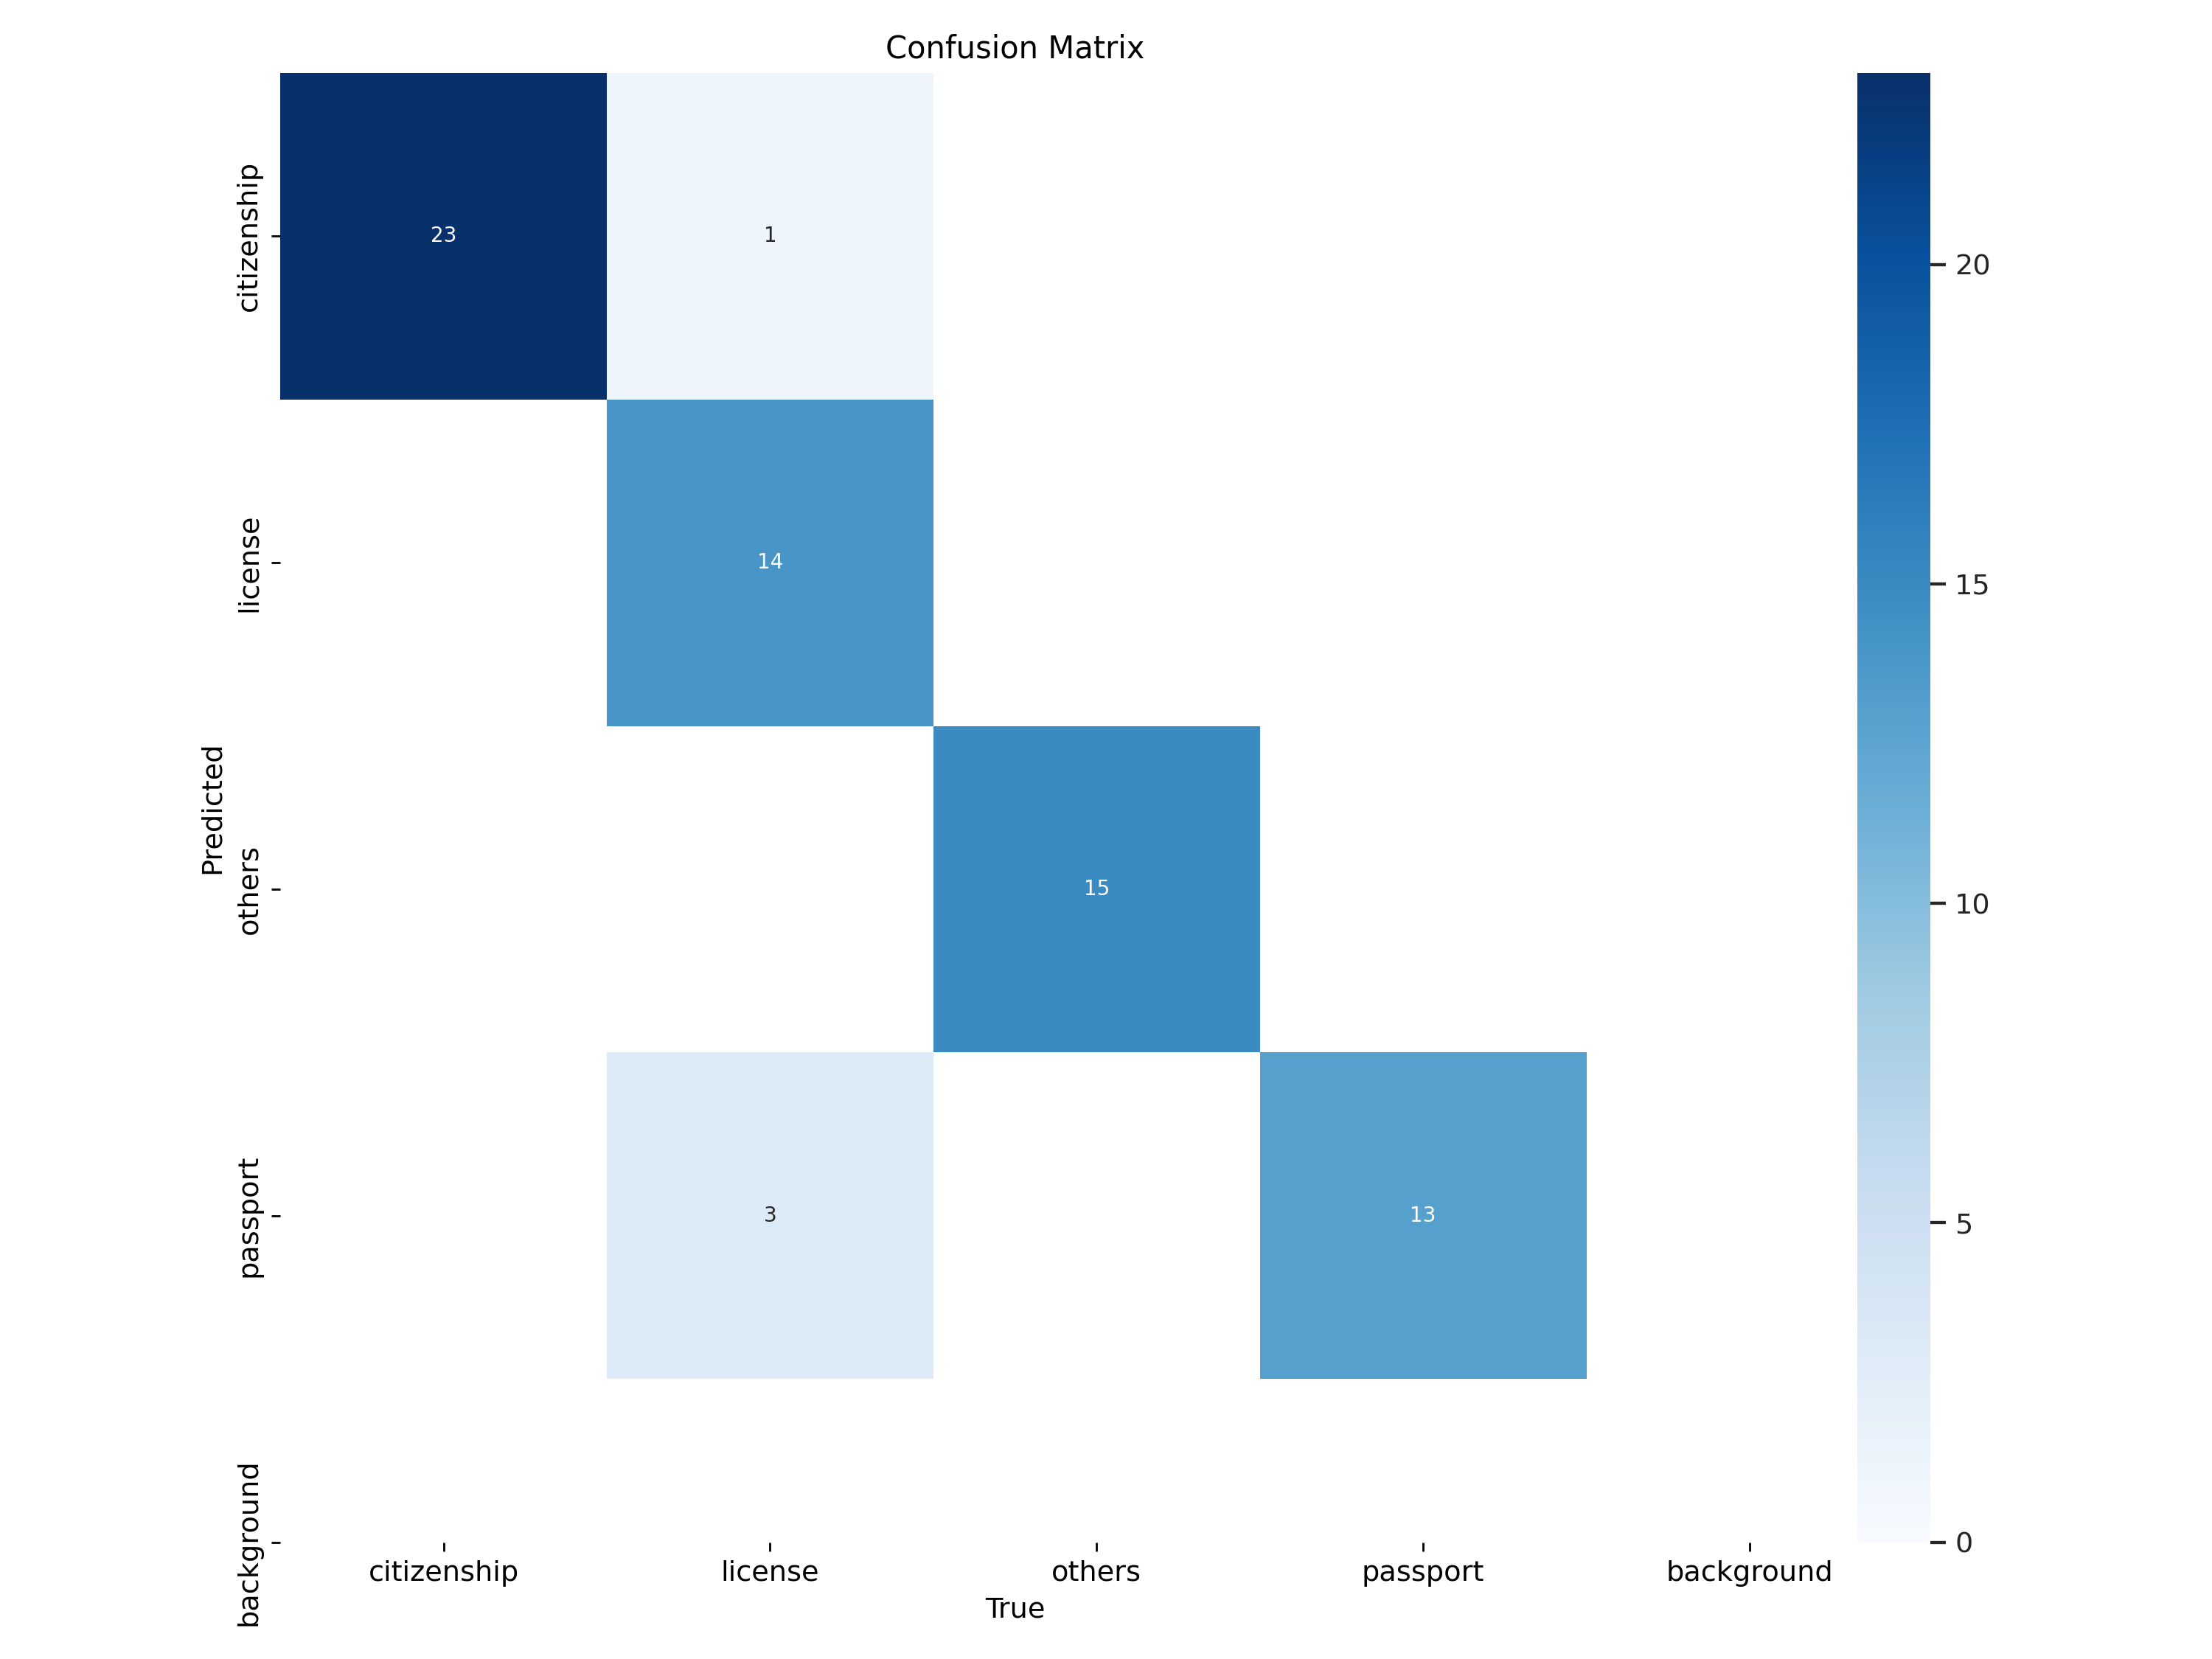 Confusion Matrix
citizenship
23
1
license
14
Predicted
others
15
passport
3
13
background
citizenship license others passport background
True
20
15
10
5
0